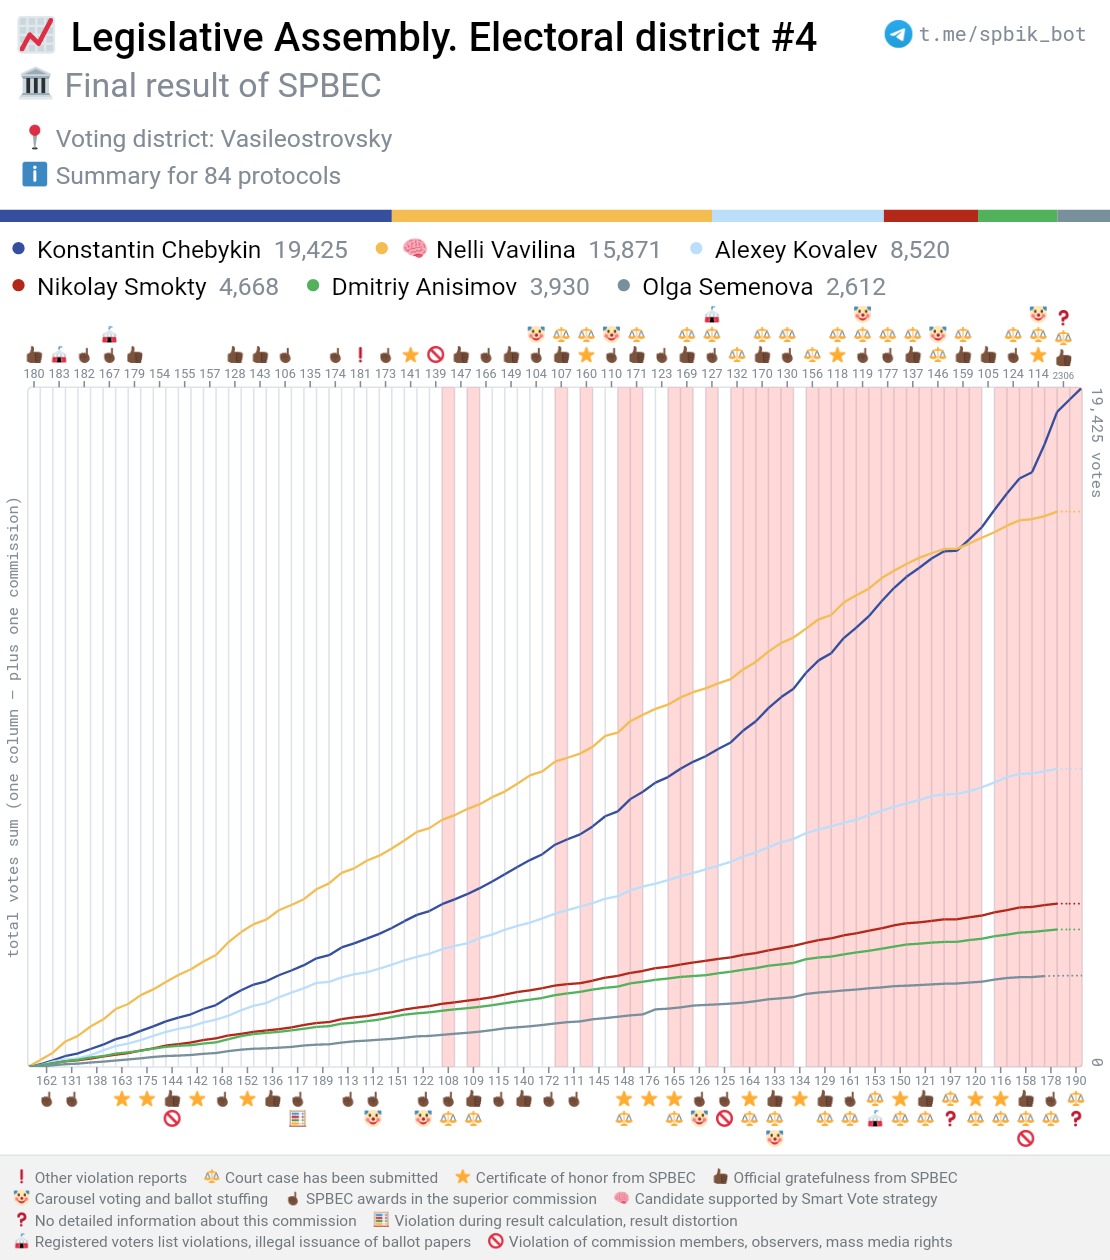 Legislative Assembly. Electoral district #4
t.me/spbik_bot
Final result of SPBEC
Voting district: Vasileostrovsky
Summary for 84 protocols
Konstantin Chebykin 19,425 Nelli Vavilina 15,871 Alexey Kovalev 8,520
Nikolay Smokty 4,668 Dmitriy Anisimov 3,930 Olga Semenova 2,612
180 183 182 167 179 154 155 157 128 143 106 135 174 181 173 141 139 147 166 149 104 107 160 110 171 123 169 127 132 170 130 156 118 119 177 137 146 159 105 124 114 2306
19,425 votes
total votes sum (one column – plus one commission)
0
162 131 138 163 175 144 142 168 152 136 117 189 113 112 151 122 108 109 115 140 172 111 145 148 176 165 126 125 164 133 134 129 161 153 150 121 197 120 116 158 178 190
Other violation reports Court case has been submitted Certificate of honor from SPBEC Official gratefulness from SPBEC
Carousel voting and ballot stuffing SPBEC awards in the superior commission Candidate supported by Smart Vote strategy
No detailed information about this commission Violation during result calculation, result distortion
Registered voters list violations, illegal issuance of ballot papers Violation of commission members, observers, mass media rights